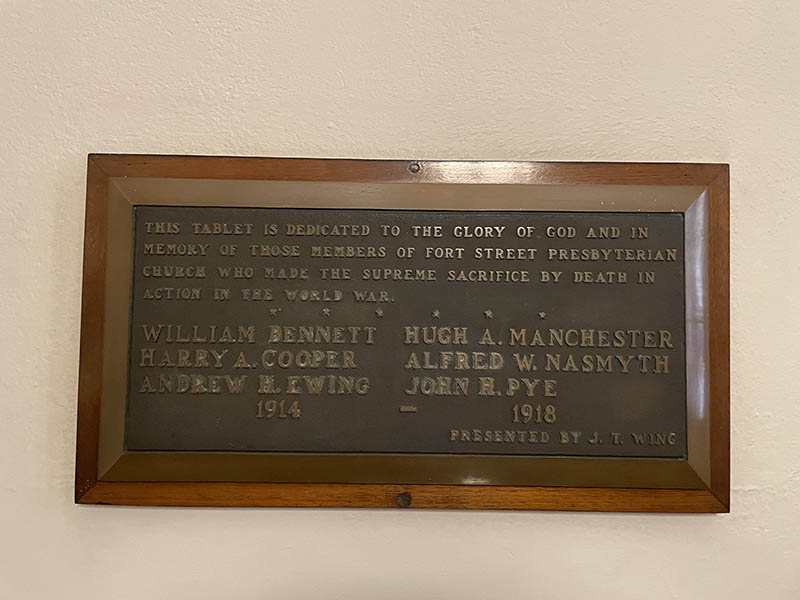 THIS TABLET IS DEDICATED TO THE GLORY OF GOD AND IN
MEMORY OF THOSE MEMBERS OF FORT STREET PRESBYTERIAN
CHURCH WHO MADE THE SUPREME SACRIFICE BY DEATH IN
ACTION IN THE WORLD WAR.
WILLIAM BENNETT HUGH A. MANCHESTER
HARRY A. COOPER ALFRED W. NASMYTH
ANDREW H. EWING JOHN H. PYE
1914 – 1918
PRESENTED BY J. T. WING